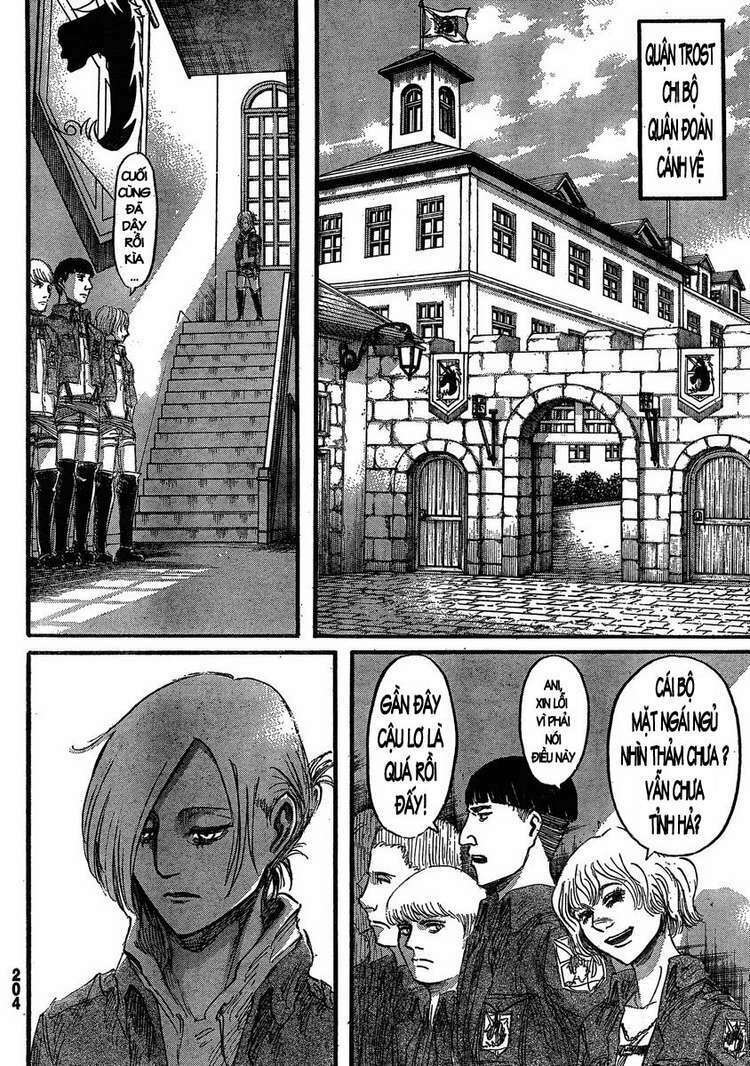 QUẬN TROST
CHI BỘ
QUÂN ĐOÀN
CẢNH VỆ
CUỐI
CÙNG
ĐÃ
DẬY
RỒI
KÌA
...
CÁI BỘ
MẶT NGÁI NGỦ
NHÌN THẢM CHƯA?
VẪN CHƯA
TỈNH HẢ?
ANI,
XIN LỖI
VÌ PHẢI
NÓI
ĐIỀU NÀY
GẦN ĐÂY
CẬU LƠ LÀ
QUÁ RỒI
ĐẤY!
204